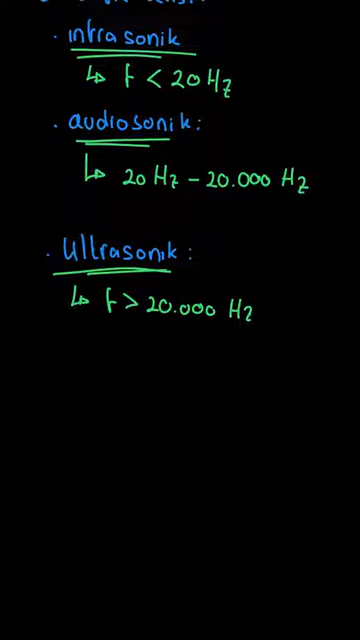 · infrasonik
↳ f < 20 Hz
· audiosonik :
↳ 20 Hz – 20.000 Hz
· Ultrasonik :
↳ f > 20.000 Hz